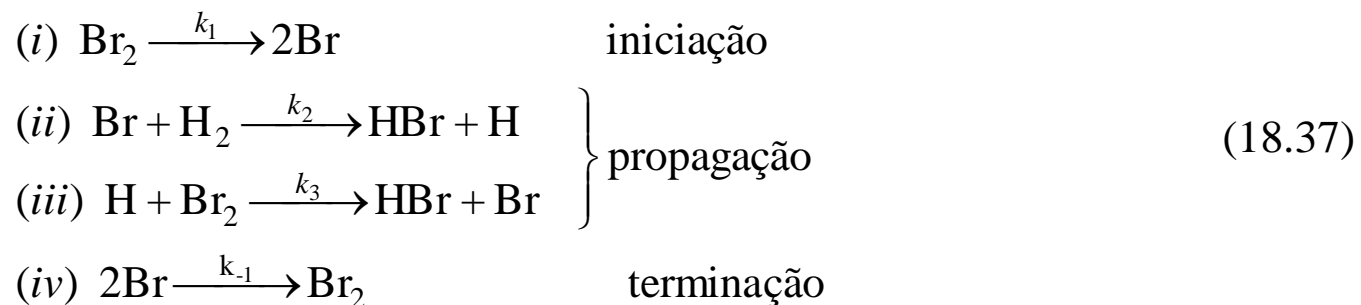 (i) Br₂ —k₁→ 2Br iniciação
(ii) Br + H₂ —k₂→ HBr + H
propagação (18.37)
(iii) H + Br₂ —k₃→ HBr + Br
(iv) 2Br —k₋₁→ Br₂ terminação